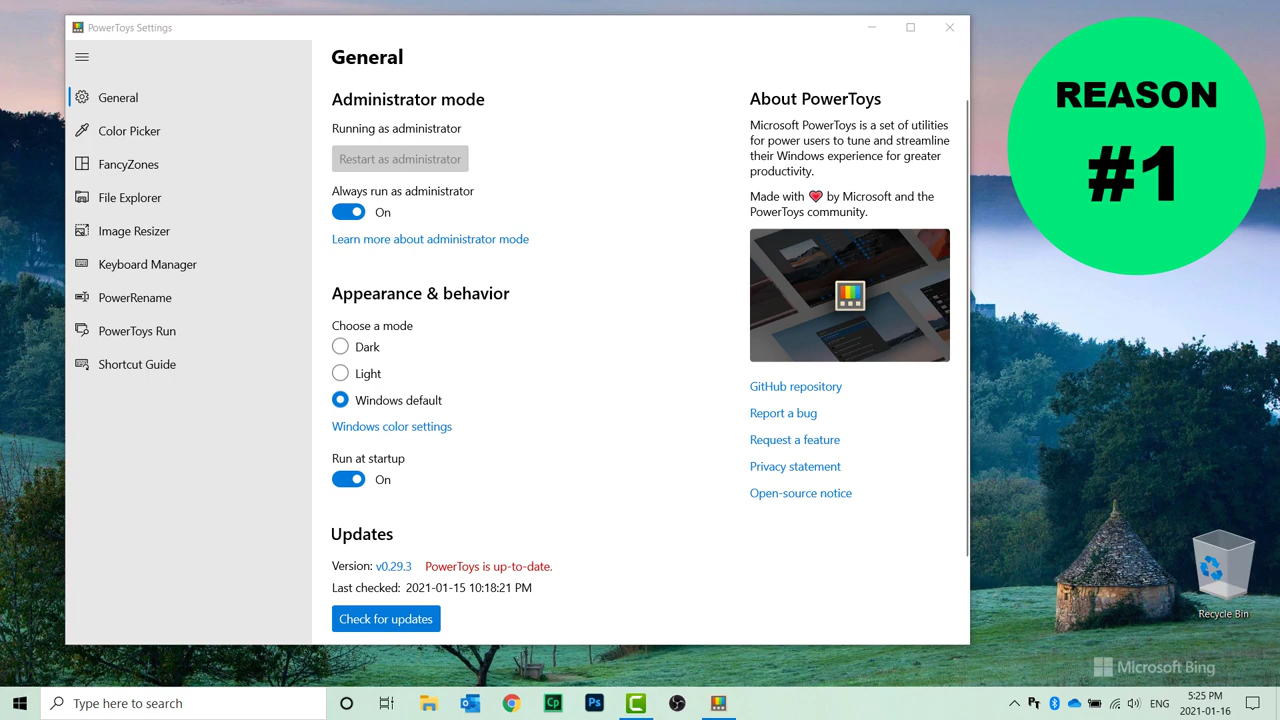 PowerToys Settings
General
Color Picker
FancyZones
File Explorer
Image Resizer
Keyboard Manager
PowerRename
PowerToys Run
Shortcut Guide
General
Administrator mode
Running as administrator
Restart as administrator
Always run as administrator
On
Learn more about administrator mode
Appearance & behavior
Choose a mode
Dark
Light
Windows default
Windows color settings
Run at startup
On
Updates
Version: v0.29.3 PowerToys is up-to-date.
Last checked: 2021-01-15 10:18:21 PM
Check for updates
About PowerToys
Microsoft PowerToys is a set of utilities
for power users to tune and streamline
their Windows experience for greater
productivity.
Made with ❤ by Microsoft and the
PowerToys community.
GitHub repository
Report a bug
Request a feature
Privacy statement
Open-source notice
REASON
#1
Recycle Bin
Microsoft Bing
Type here to search
Cp
Ps
ENG
5:25 PM
2021-01-16